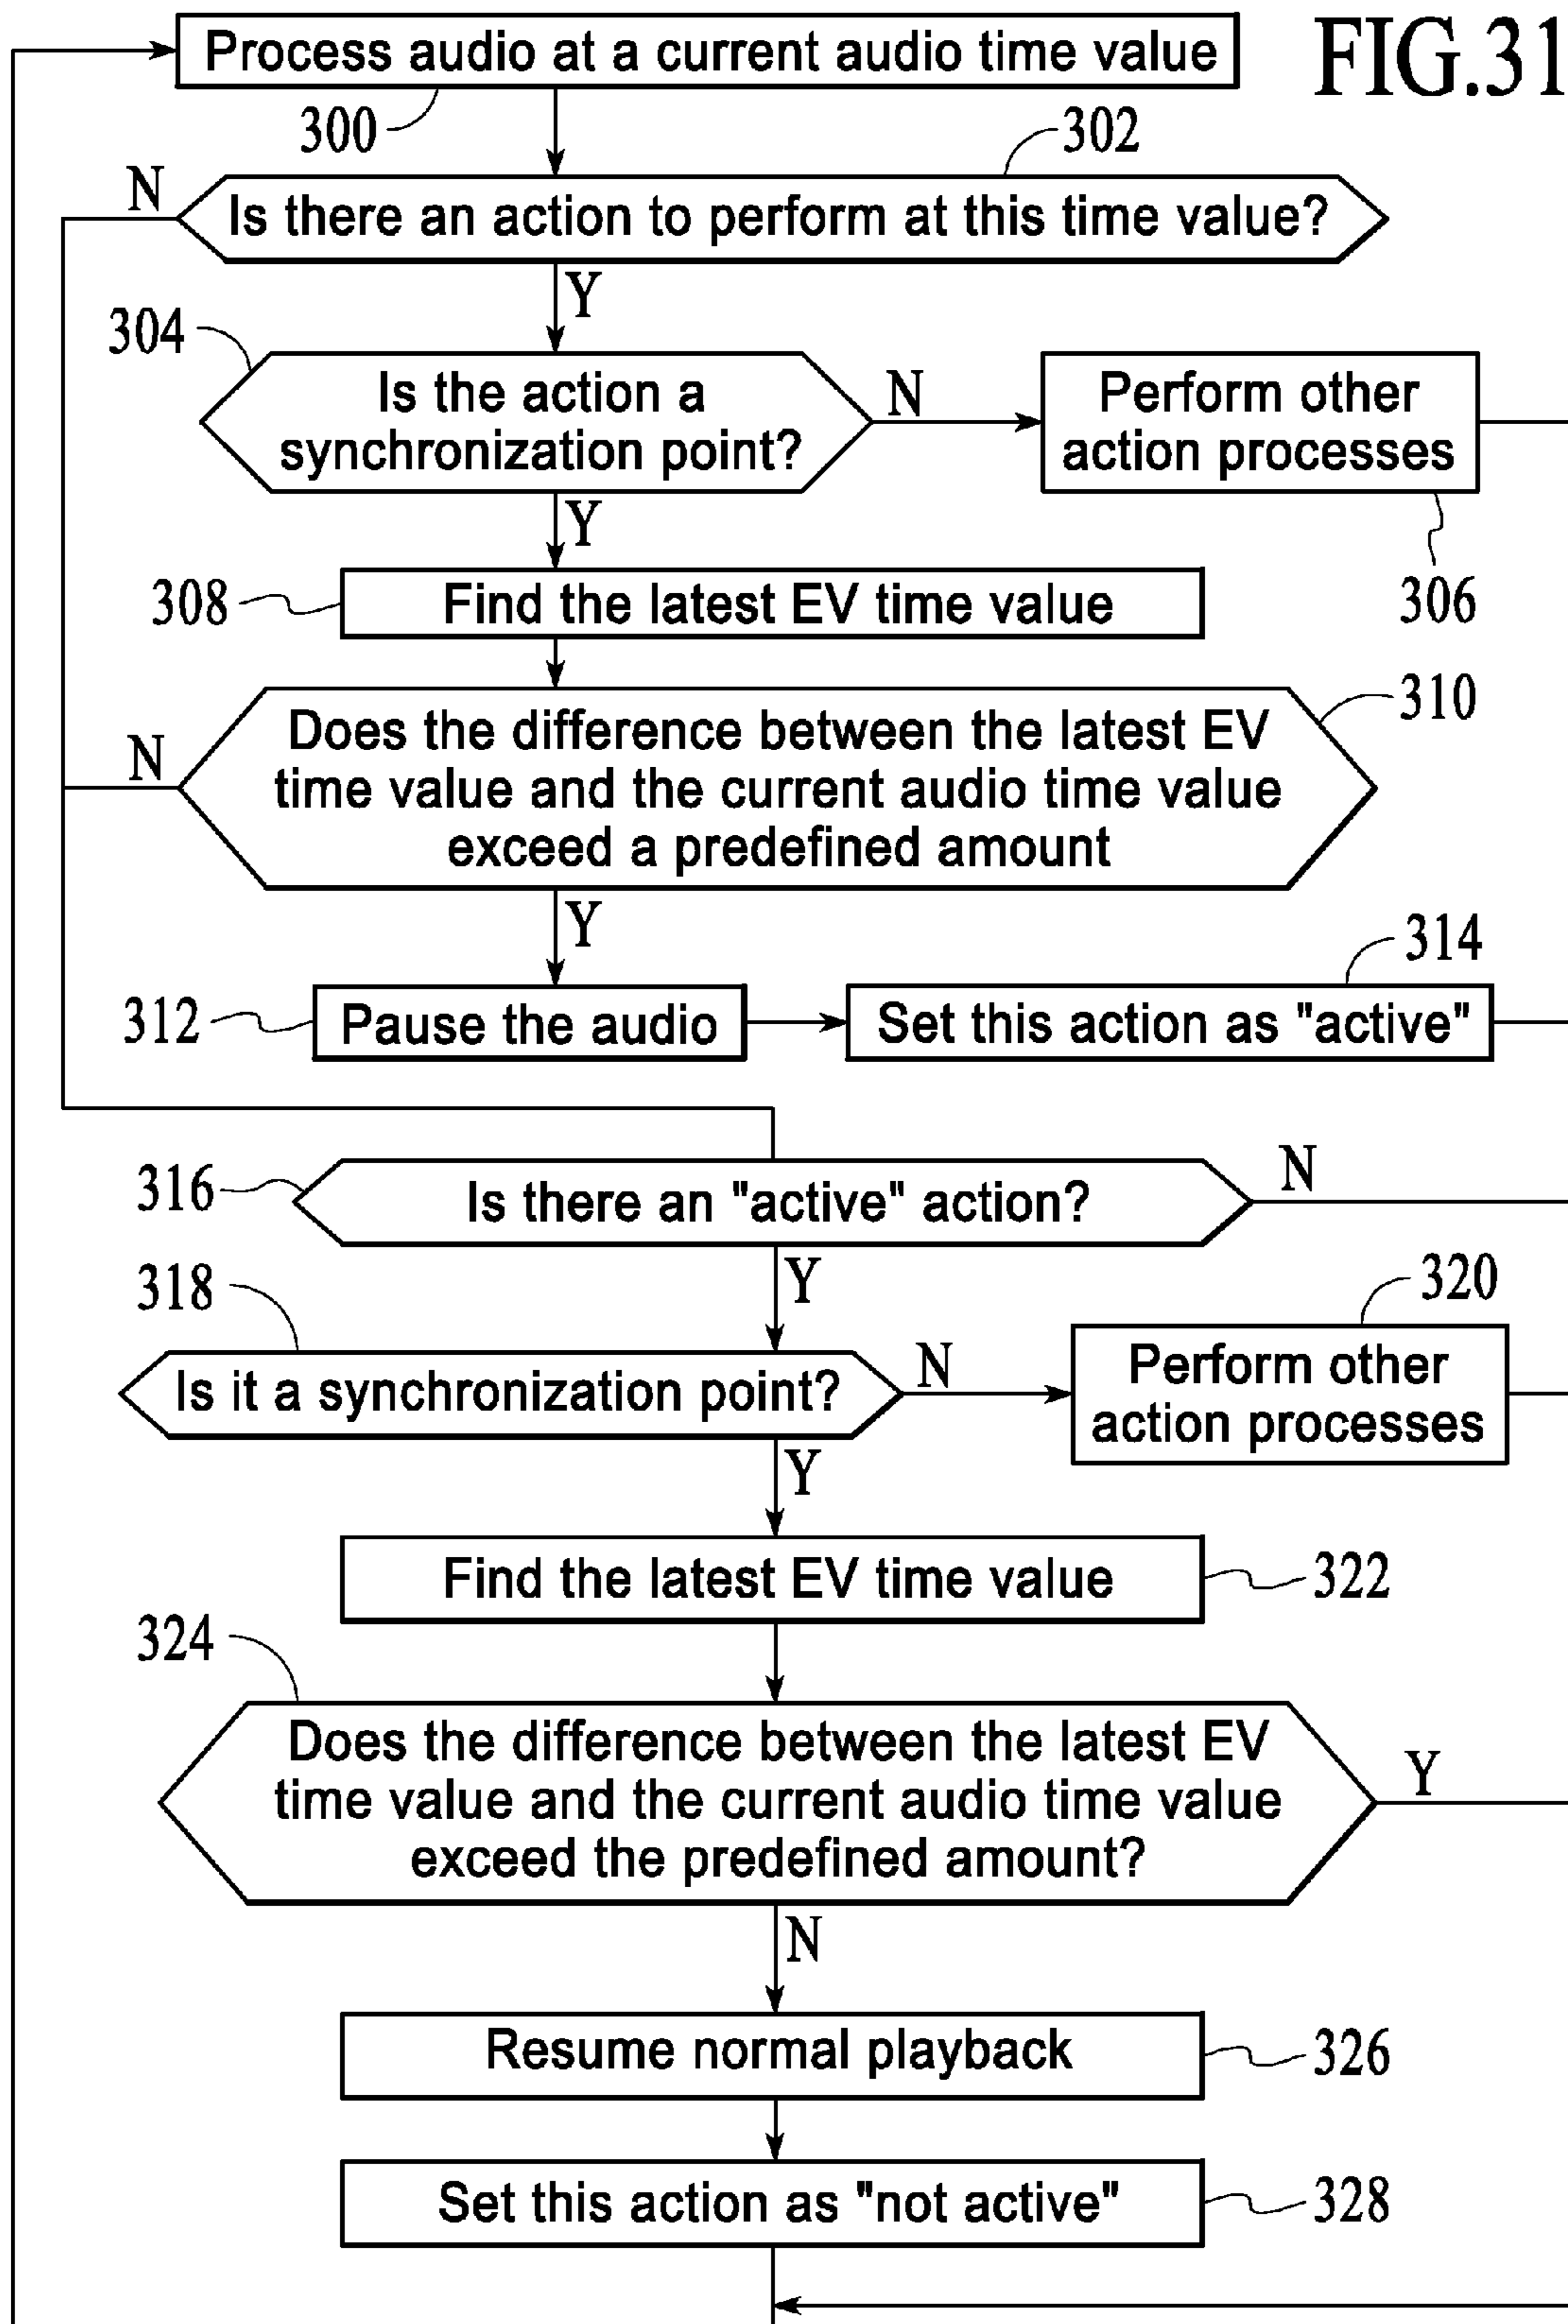 FIG.31
Process audio at a current audio time value
300
302
N
Is there an action to perform at this time value?
Y
304
Is the action a
synchronization point?
N
Perform other
action processes
306
Y
308
Find the latest EV time value
310
N
Does the difference between the latest EV
time value and the current audio time value
exceed a predefined amount
Y
312
Pause the audio
314
Set this action as "active"
316
Is there an "active" action?
N
Y
318
Is it a synchronization point?
N
320
Perform other
action processes
Y
Find the latest EV time value
322
324
Does the difference between the latest EV
time value and the current audio time value
exceed the predefined amount?
Y
N
Resume normal playback
326
Set this action as "not active"
328